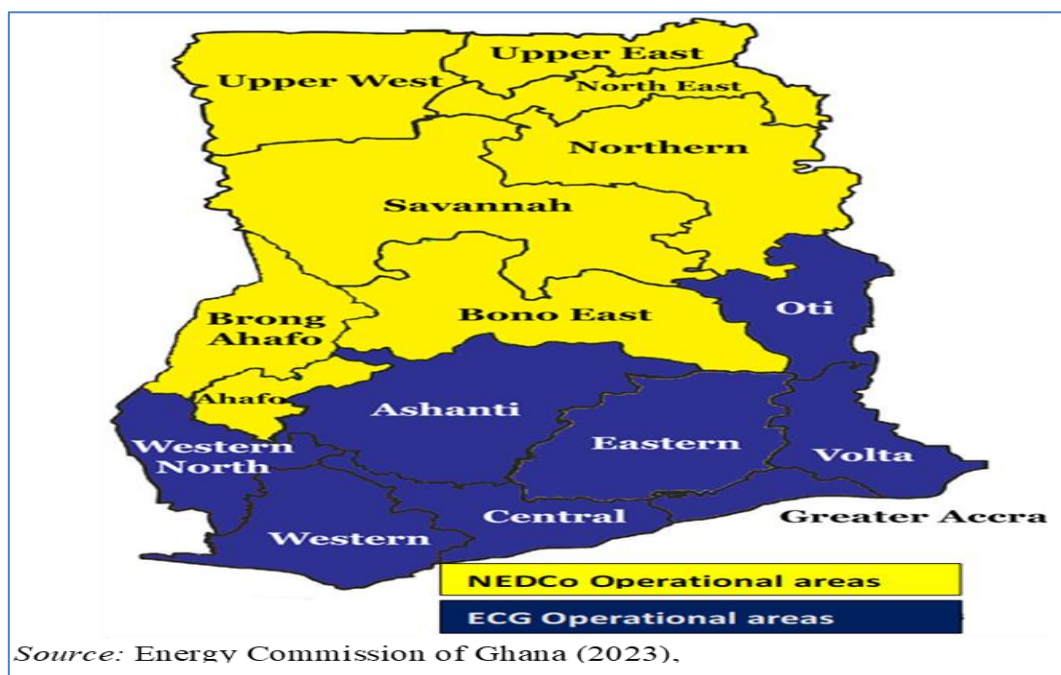 Upper East
Upper West
North East
Northern
Savannah
Brong
Ahafo
Bono East
Oti
Ahafo
Ashanti
Western
North
Eastern
Volta
Central
Greater Accra
Western
NEDCo Operational areas
ECG Operational areas
Source: Energy Commission of Ghana (2023),